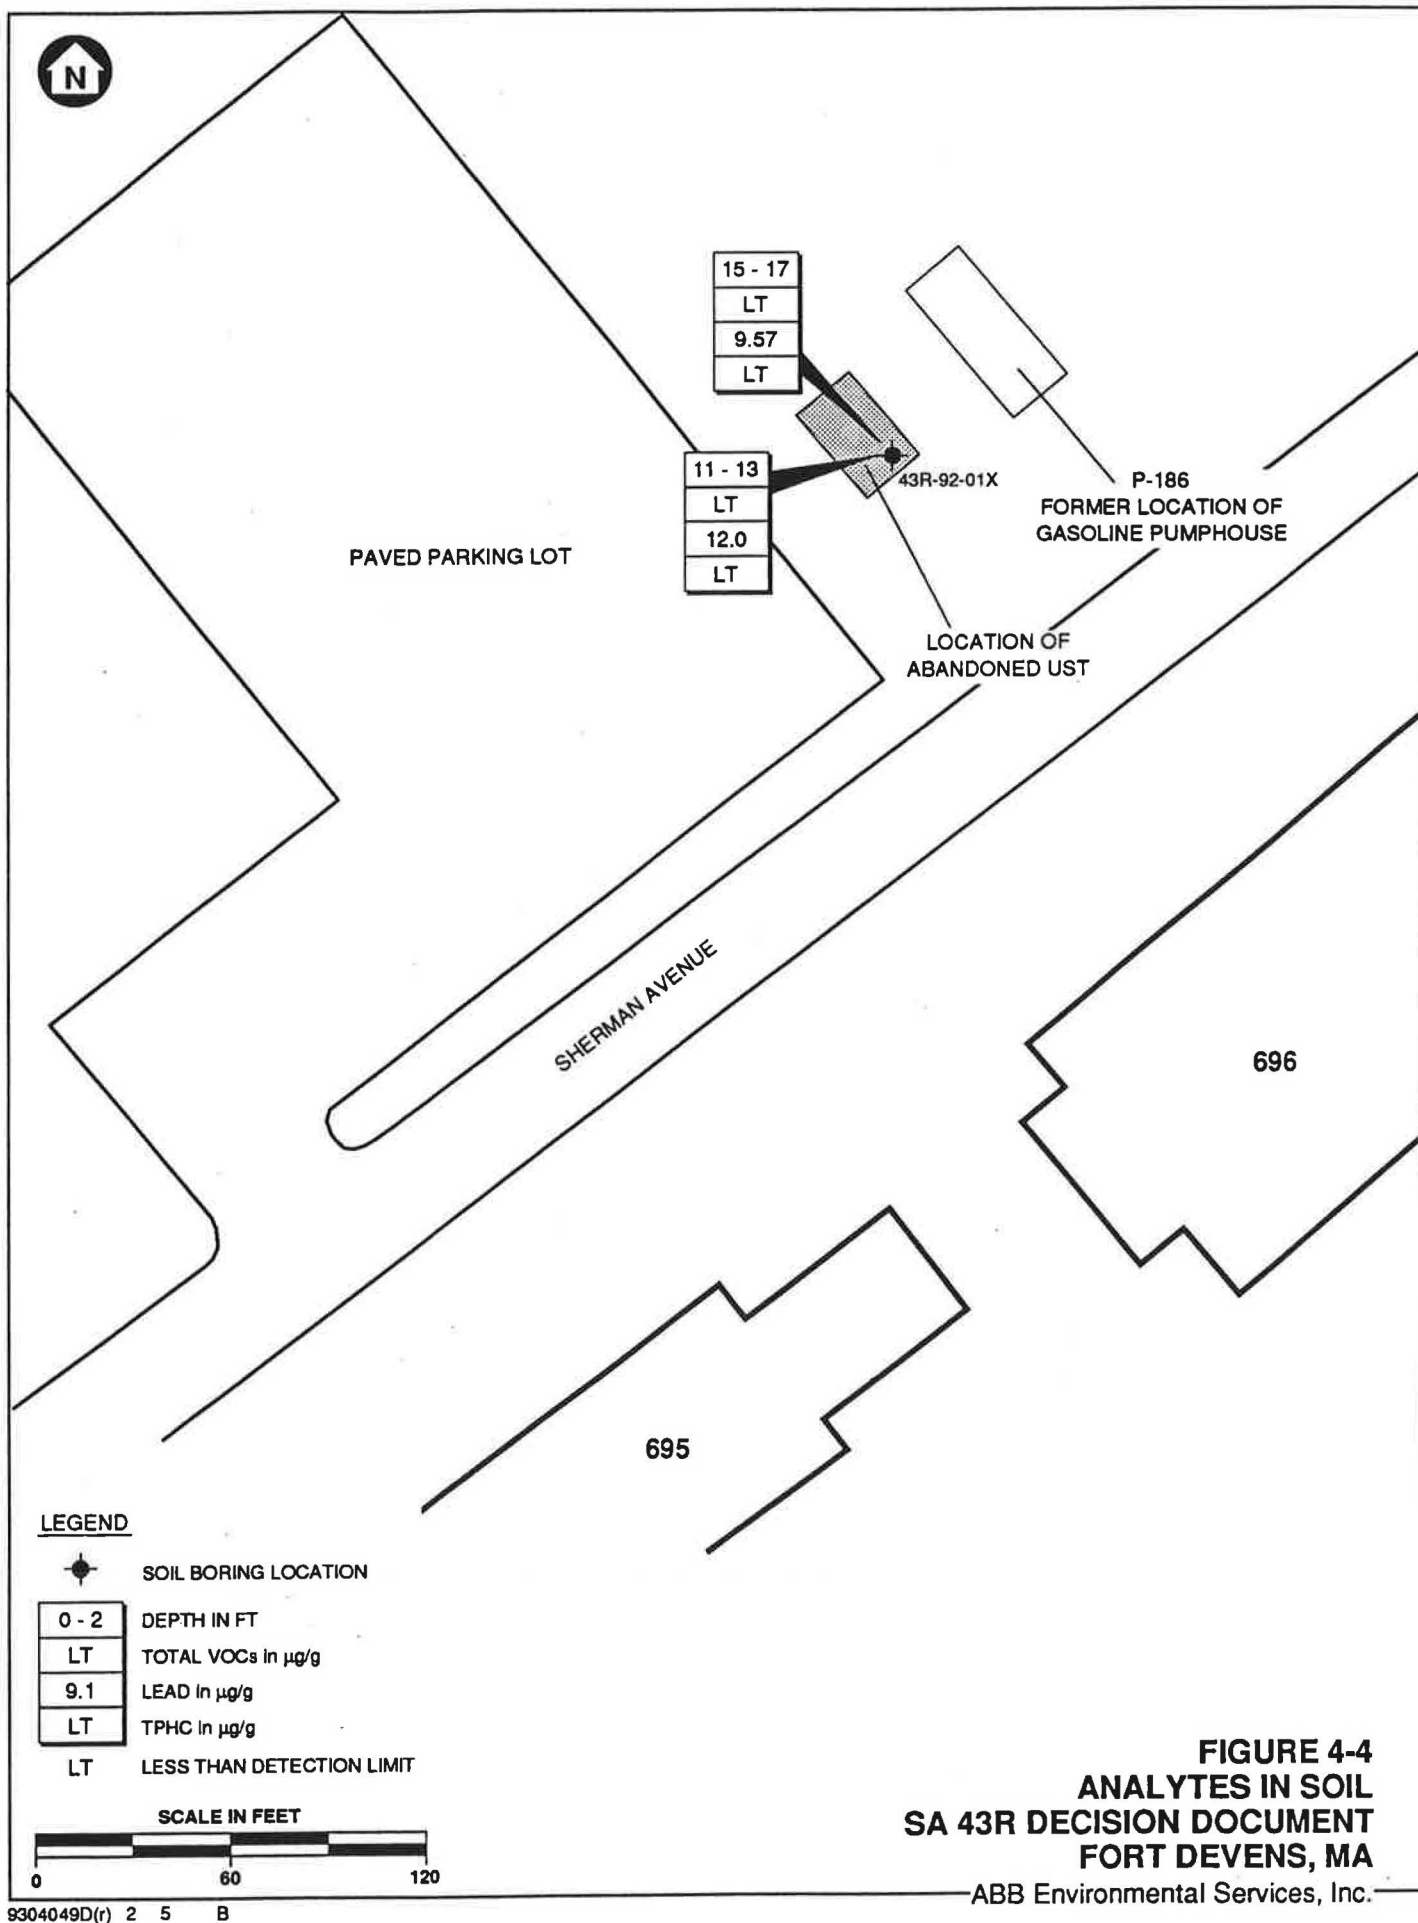 N
15 - 17
LT
9.57
LT
11 - 13
LT
12.0
LT
43R-92-01X
P-186
FORMER LOCATION OF
GASOLINE PUMPHOUSE
PAVED PARKING LOT
LOCATION OF
ABANDONED UST
SHERMAN AVENUE
696
695
LEGEND
SOIL BORING LOCATION
0 - 2 DEPTH IN FT
LT TOTAL VOCs in µg/g
9.1 LEAD in µg/g
LT TPHC in µg/g
LT LESS THAN DETECTION LIMIT
SCALE IN FEET
0 60 120
FIGURE 4-4
ANALYTES IN SOIL
SA 43R DECISION DOCUMENT
FORT DEVENS, MA
ABB Environmental Services, Inc.
9304049D(r) 2 5 B